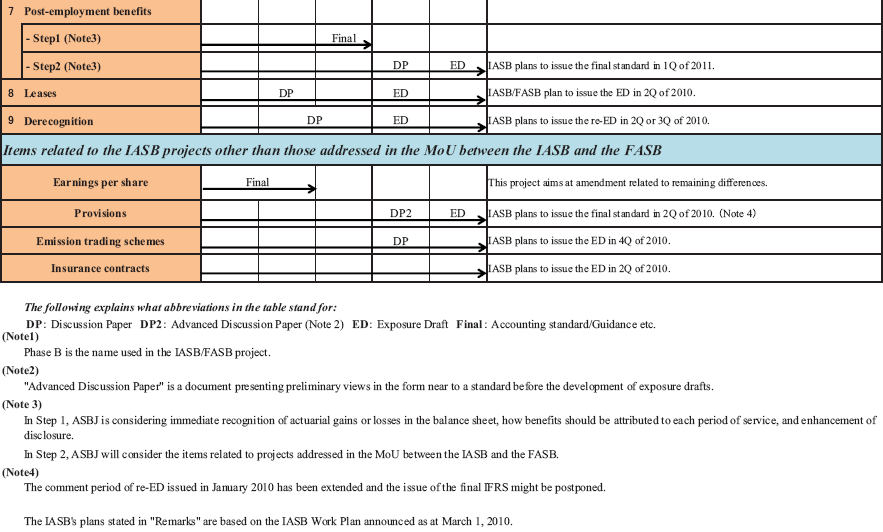 7 Post-employment benefits
- Step1 (Note3) Final
- Step2 (Note3) DP ED IASB plans to issue the final standard in 1Q of 2011.
8 Leases DP ED IASB/FASB plan to issue the ED in 2Q of 2010.
9 Derecognition DP ED IASB plans to issue the re-ED in 2Q or 3Q of 2010.
Items related to the IASB projects other than those addressed in the MoU between the IASB and the FASB
Earnings per share Final This project aims at amendment related to remaining differences.
Provisions DP2 ED IASB plans to issue the final standard in 2Q of 2010. (Note 4)
Emission trading schemes DP IASB plans to issue the ED in 4Q of 2010.
Insurance contracts IASB plans to issue the ED in 2Q of 2010.
The following explains what abbreviations in the table stand for:
DP: Discussion Paper DP2: Advanced Discussion Paper (Note 2) ED: Exposure Draft Final: Accounting standard/Guidance etc.
(Note1)
Phase B is the name used in the IASB/FASB project.
(Note2)
"Advanced Discussion Paper" is a document presenting preliminary views in the form near to a standard before the development of exposure drafts.
(Note 3)
In Step 1, ASBJ is considering immediate recognition of actuarial gains or losses in the balance sheet, how benefits should be attributed to each period of service, and enhancement of
disclosure.
In Step 2, ASBJ will consider the items related to projects addressed in the MoU between the IASB and the FASB.
(Note4)
The comment period of re-ED issued in January 2010 has been extended and the issue of the final IFRS might be postponed.
The IASB's plans stated in "Remarks" are based on the IASB Work Plan announced as at March 1, 2010.